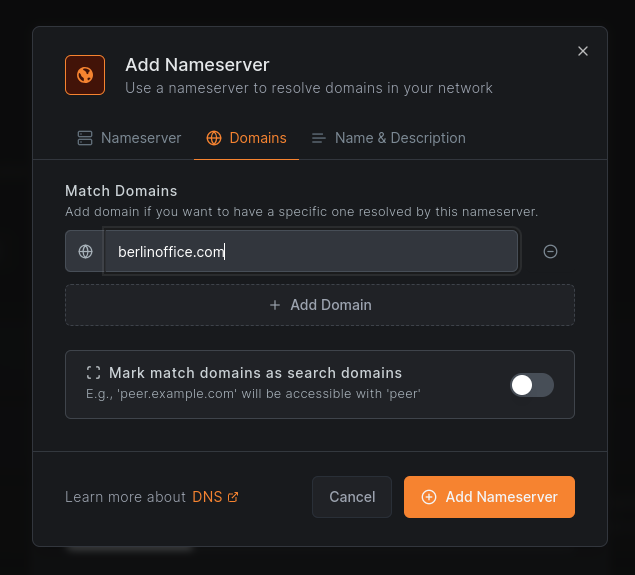 Add Nameserver
Use a nameserver to resolve domains in your network
Nameserver
Domains
Name & Description
Match Domains
Add domain if you want to have a specific one resolved by this nameserver.
berlinoffice.com
Add Domain
Mark match domains as search domains
E.g., 'peer.example.com' will be accessible with 'peer'
Learn more about DNS
Cancel
Add Nameserver